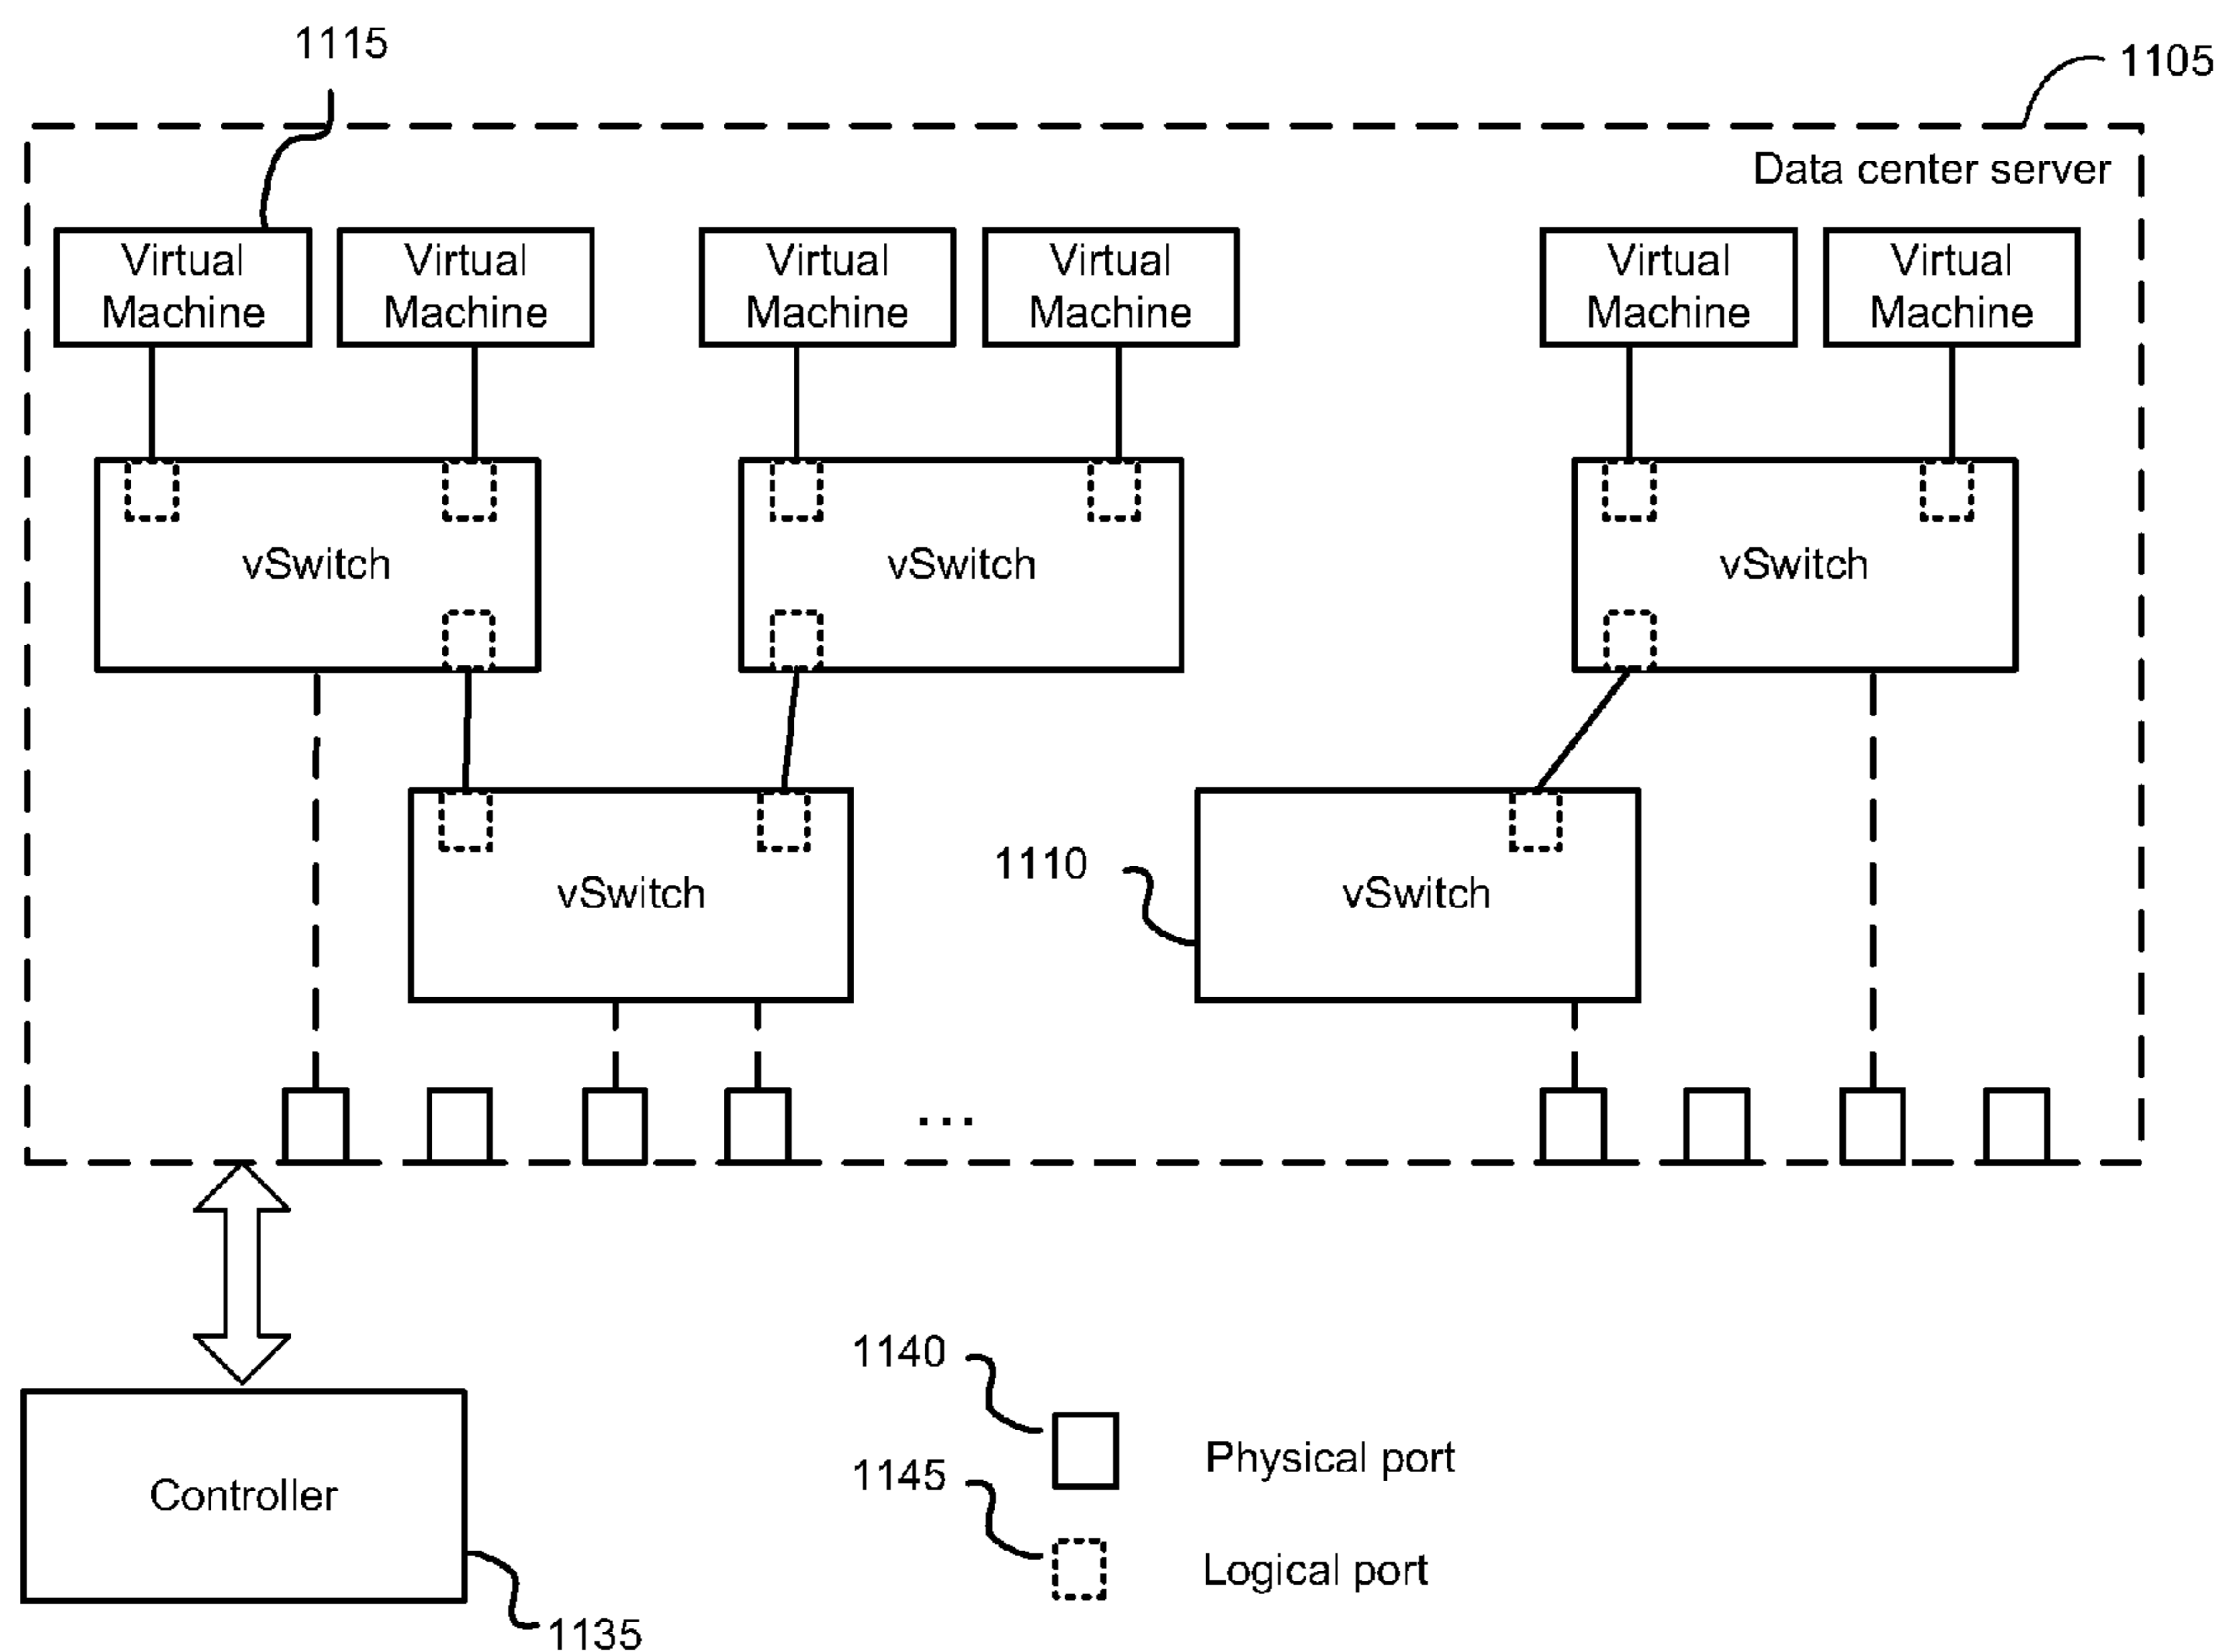 1115
1105
Data center server
Virtual
Machine
Virtual
Machine
Virtual
Machine
Virtual
Machine
Virtual
Machine
Virtual
Machine
vSwitch
vSwitch
vSwitch
1110
vSwitch
vSwitch
...
1140
Physical port
1145
Logical port
Controller
1135